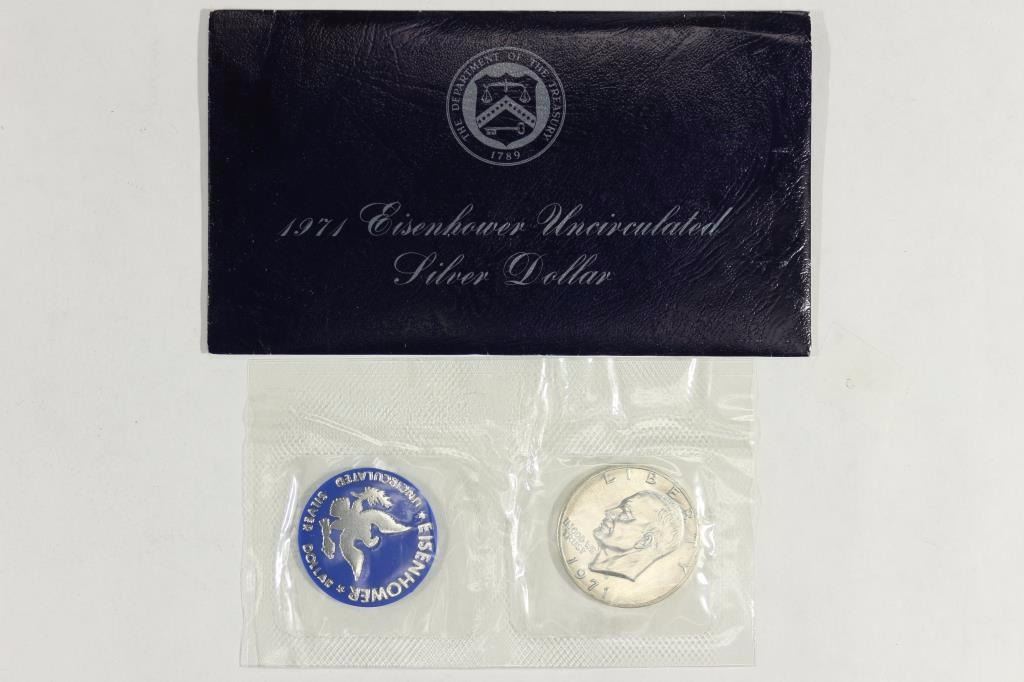 THE DEPARTMENT OF THE TREASURY
1789
1971 Eisenhower Uncirculated
Silver Dollar
★ EISENHOWER ★
UNCIRCULATED SILVER DOLLAR
LIBERTY
IN GOD WE
TRUST
1971